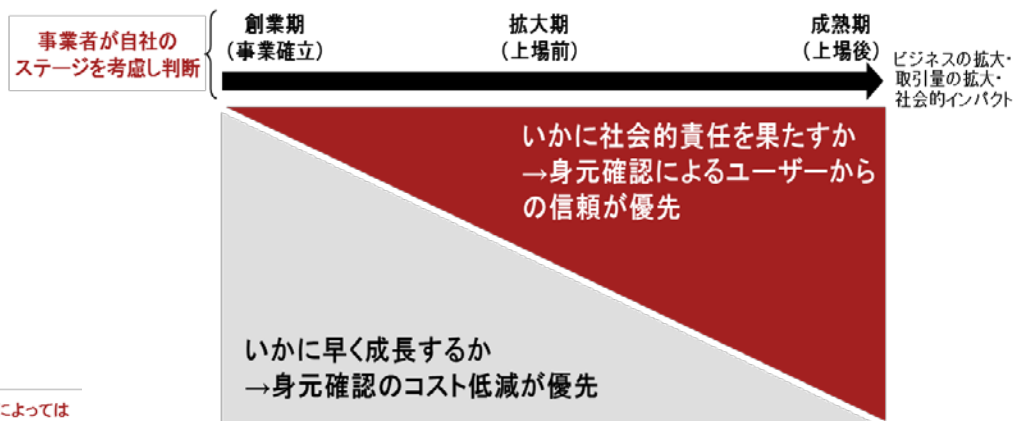 事業者が自社の
ステージを考慮し判断
創業期
(事業確立)
拡大期
(上場前)
成熟期
(上場後)
ビジネスの拡大・
取引量の拡大・
社会的インパクト
いかに社会的責任を果たすか
→身元確認によるユーザーから
の信頼が優先
いかに早く成長するか
→身元確認のコスト低減が優先
によっては